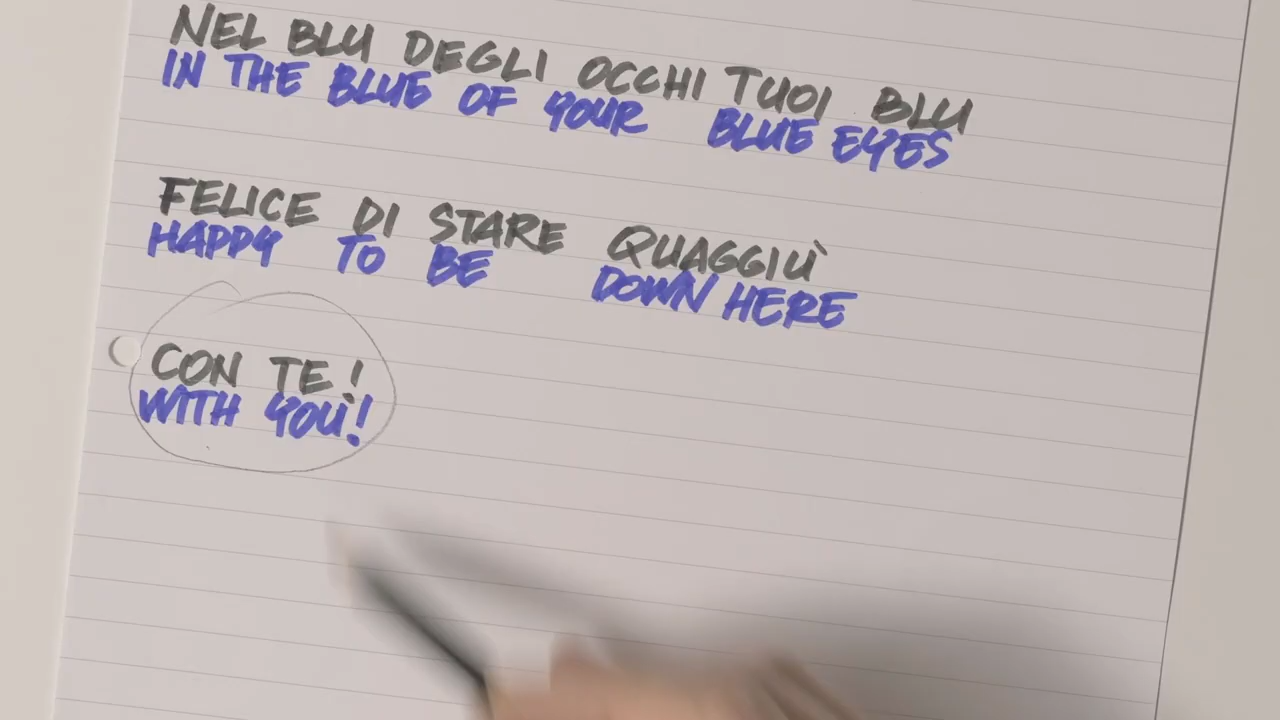 NEL BLU DEGLI OCCHI TUOI BLU
IN THE BLUE OF YOUR BLUE EYES
FELICE DI STARE QUAGGIÙ
HAPPY TO BE DOWN HERE
CON TE!
WITH YOU!